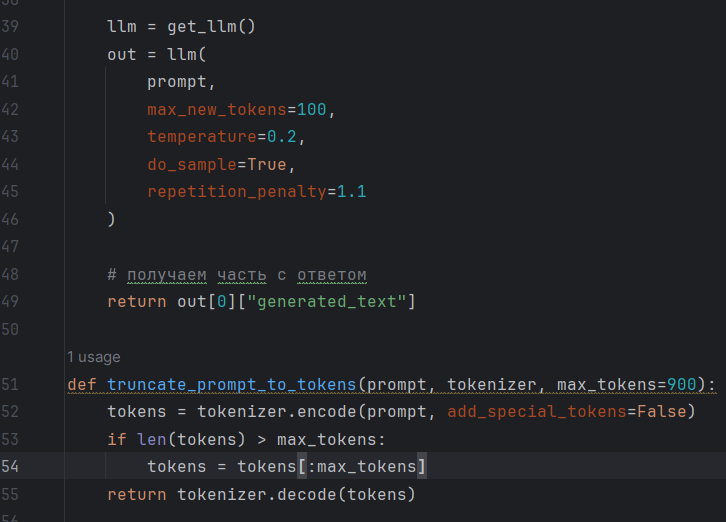 39 llm = get_llm()
40 out = llm(
41 prompt,
42 max_new_tokens=100,
43 temperature=0.2,
44 do_sample=True,
45 repetition_penalty=1.1
46 )
47
48 # получаем часть с ответом
49 return out[0]["generated_text"]
50
1 usage
51 def truncate_prompt_to_tokens(prompt, tokenizer, max_tokens=900):
52 tokens = tokenizer.encode(prompt, add_special_tokens=False)
53 if len(tokens) > max_tokens:
54 tokens = tokens[:max_tokens]
55 return tokenizer.decode(tokens)